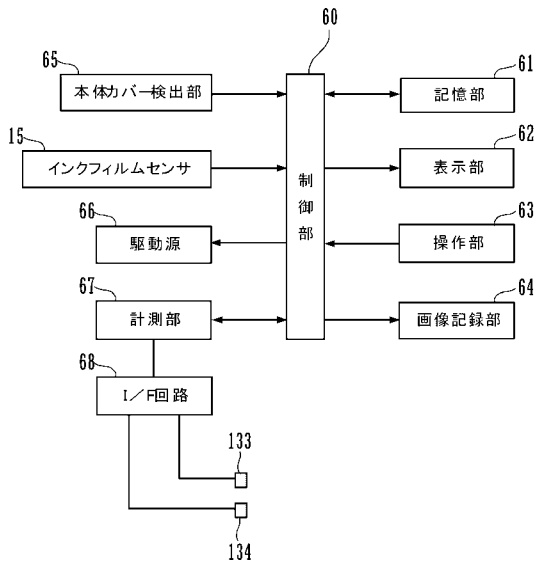 60
65
本体カバー検出部
61
記憶部
15
インクフィルムセンサ
62
表示部
制御部
66
駆動源
63
操作部
67
計測部
64
画像記録部
68
I/F回路
133
134